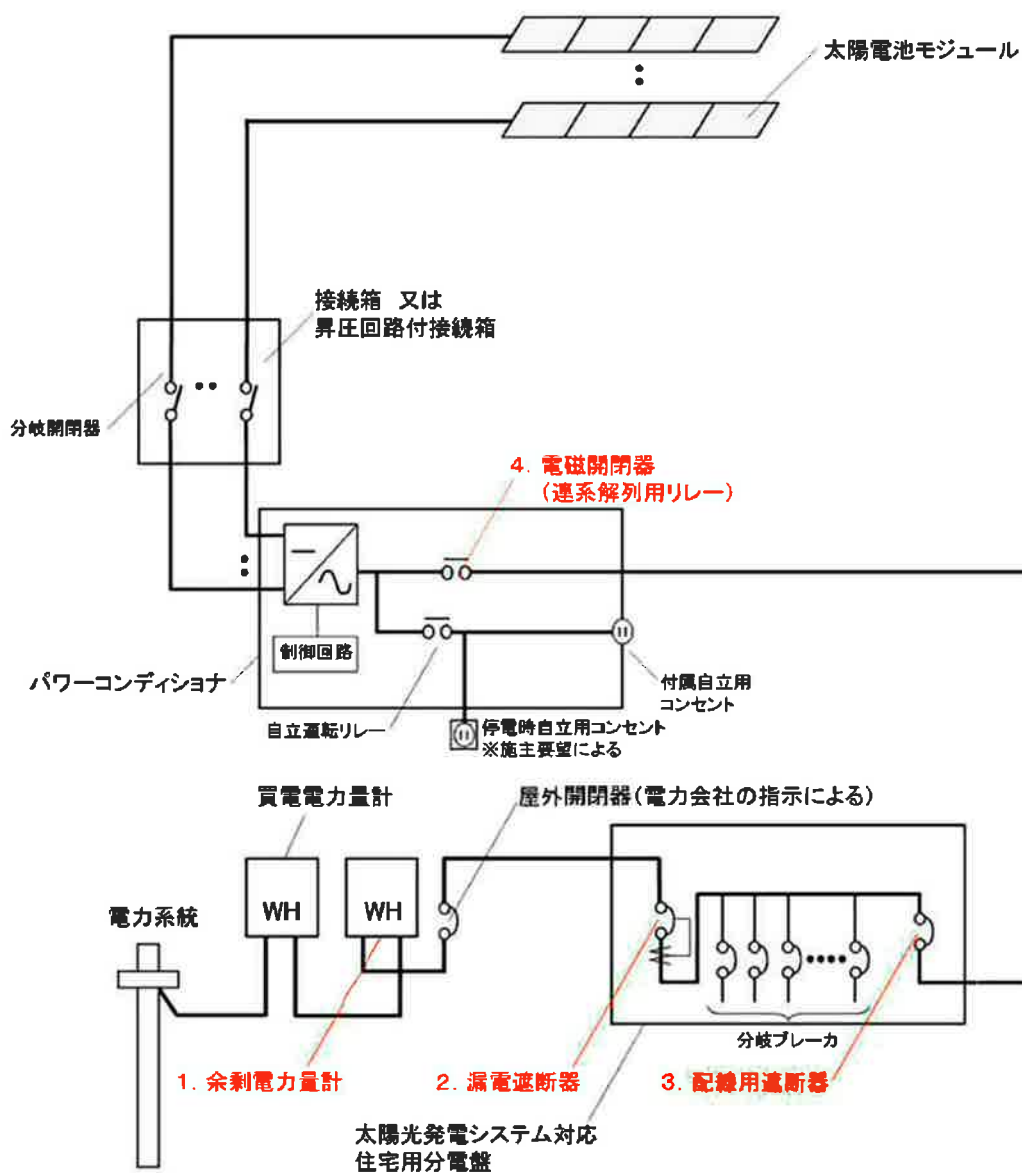 太陽電池モジュール
接続箱 又は
昇圧回路付接続箱
分岐開閉器
4. 電磁開閉器
(連系解列用リレー)
制御回路
パワーコンディショナ
付属自立用
コンセント
自立運転リレー
停電時自立用コンセント
※施主要望による
買電電力量計
屋外開閉器(電力会社の指示による)
WH
WH
電力系統
分岐ブレーカ
1. 余剰電力量計
2. 漏電遮断器
3. 配線用遮断器
太陽光発電システム対応
住宅用分電盤